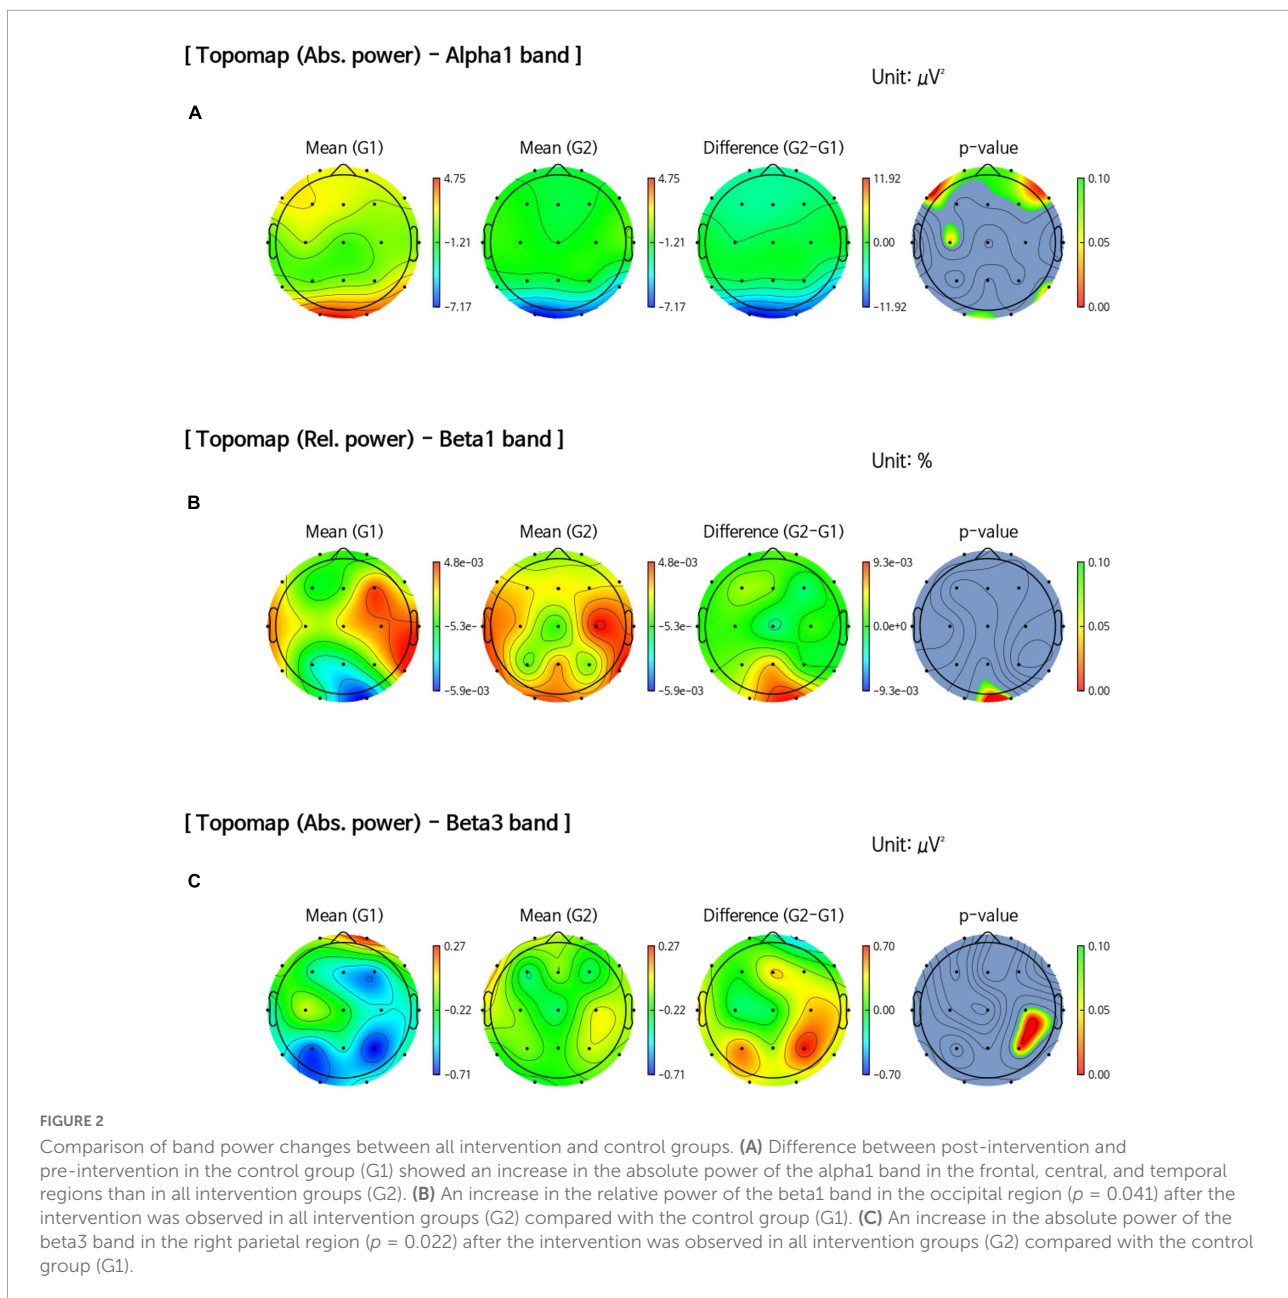 [ Topomap (Abs. power) - Alpha1 band ]
Unit: μV²
A
Mean (G1) Mean (G2) Difference (G2-G1) p-value
4.75 4.75 11.92 0.10
-1.21 -1.21 0.00 0.05
-7.17 -7.17 -11.92 0.00
[ Topomap (Rel. power) - Beta1 band ]
Unit: %
B
Mean (G1) Mean (G2) Difference (G2-G1) p-value
4.8e-03 4.8e-03 9.3e-03 0.10
-5.3e- -5.3e- 0.0e+0 0.05
-5.9e-03 -5.9e-03 -9.3e-03 0.00
[ Topomap (Abs. power) - Beta3 band ]
Unit: μV²
C
Mean (G1) Mean (G2) Difference (G2-G1) p-value
0.27 0.27 0.70 0.10
-0.22 -0.22 0.00 0.05
-0.71 -0.71 -0.70 0.00
FIGURE 2
Comparison of band power changes between all intervention and control groups. (A) Difference between post-intervention and
pre-intervention in the control group (G1) showed an increase in the absolute power of the alpha1 band in the frontal, central, and temporal
regions than in all intervention groups (G2). (B) An increase in the relative power of the beta1 band in the occipital region (p = 0.041) after the
intervention was observed in all intervention groups (G2) compared with the control group (G1). (C) An increase in the absolute power of the
beta3 band in the right parietal region (p = 0.022) after the intervention was observed in all intervention groups (G2) compared with the control
group (G1).